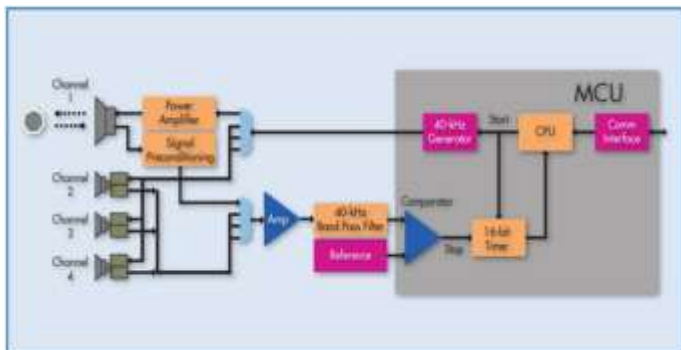 Channel
1
Power
Amplifier
Signal
Preconditioning
Channel
2
Channel
3
Channel
4
Amp
40-kHz
Band Pass Filter
Reference
Comparator
MCU
40-kHz
Generator
Start
CPU
Comm
Interface
Stop
16-bit
Timer